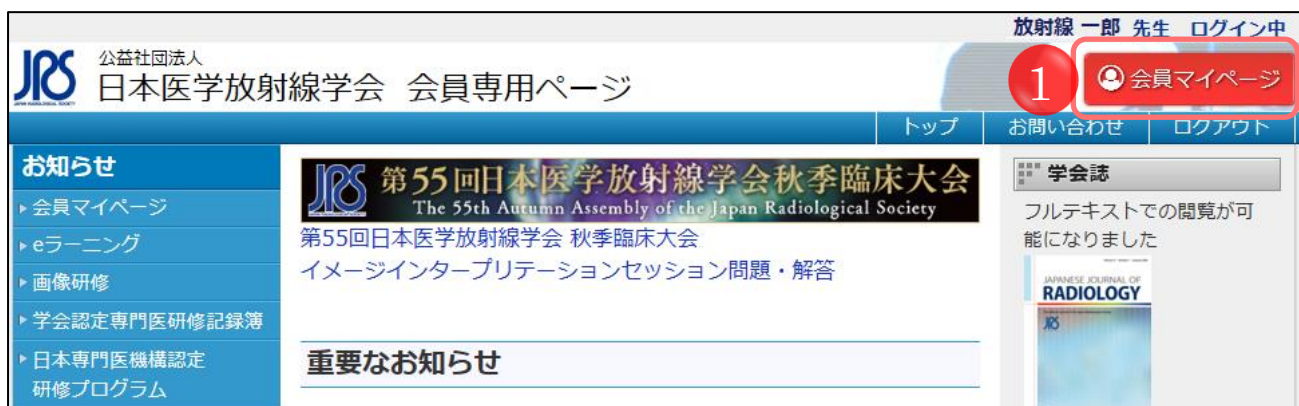 放射線 一郎 先生 ログイン中
JRS
JAPAN RADIOLOGICAL SOCIETY
公益社団法人
日本医学放射線学会 会員専用ページ
1
会員マイページ
トップ
お問い合わせ
ログアウト
お知らせ
会員マイページ
eラーニング
画像研修
学会認定専門医研修記録簿
日本専門医機構認定
研修プログラム
JRS
第55回日本医学放射線学会秋季臨床大会
The 55th Autumn Assembly of the Japan Radiological Society
第55回日本医学放射線学会 秋季臨床大会
イメージインタープリテーションセッション問題・解答
重要なお知らせ
学会誌
フルテキストでの閲覧が可
能になりました
JAPANESE JOURNAL OF
RADIOLOGY
JRS